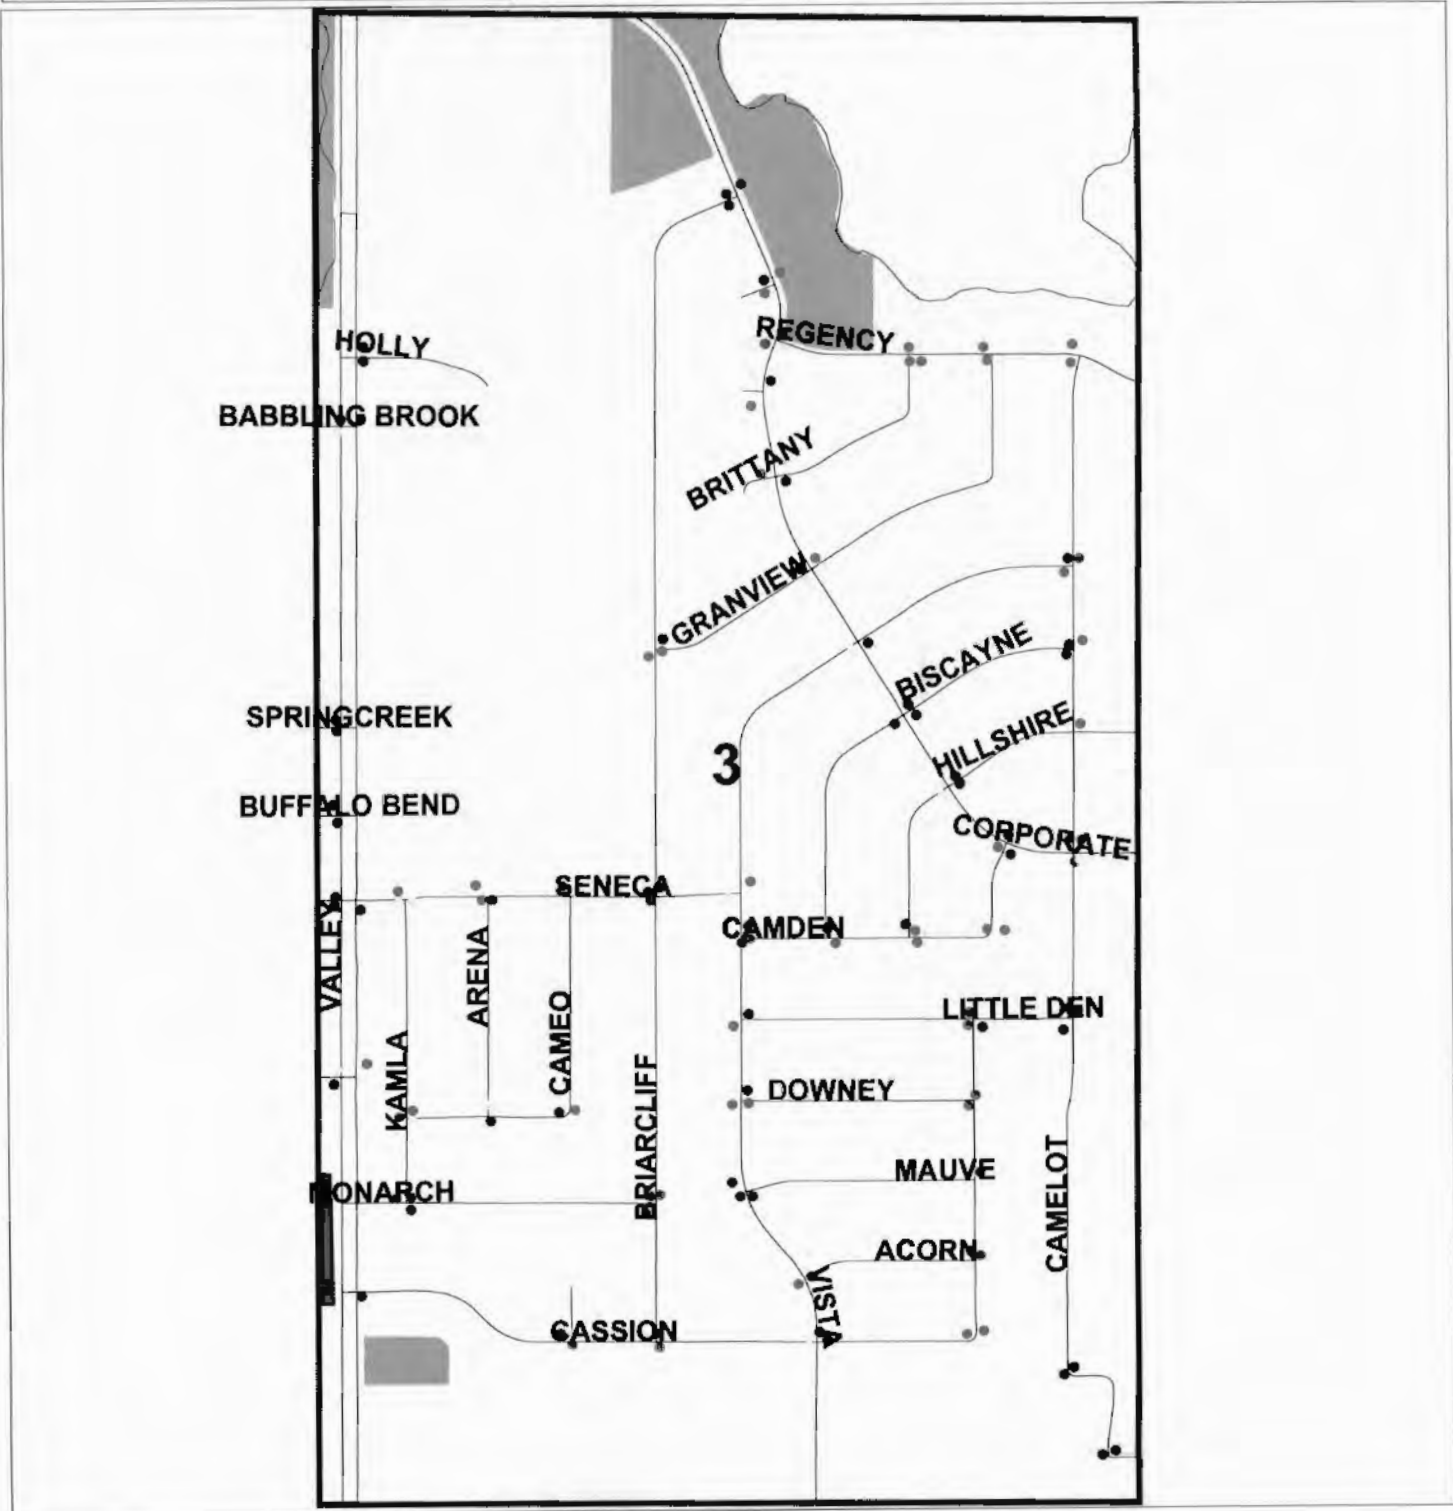 REGENCY
HOLLY
BABBLING BROOK
BRITTANY
GRANVIEW
BISCAYNE
SPRINGCREEK
HILLSHIRE
3
BUFFALO BEND
CORPORATE
SENECA
CAMDEN
VALLEY
ARENA
LITTLE DEN
CAMEO
KAMLA
DOWNEY
BRIARCLIFF
MAUVE
MONARCH
CAMELOT
ACORN
VISTA
CASSION